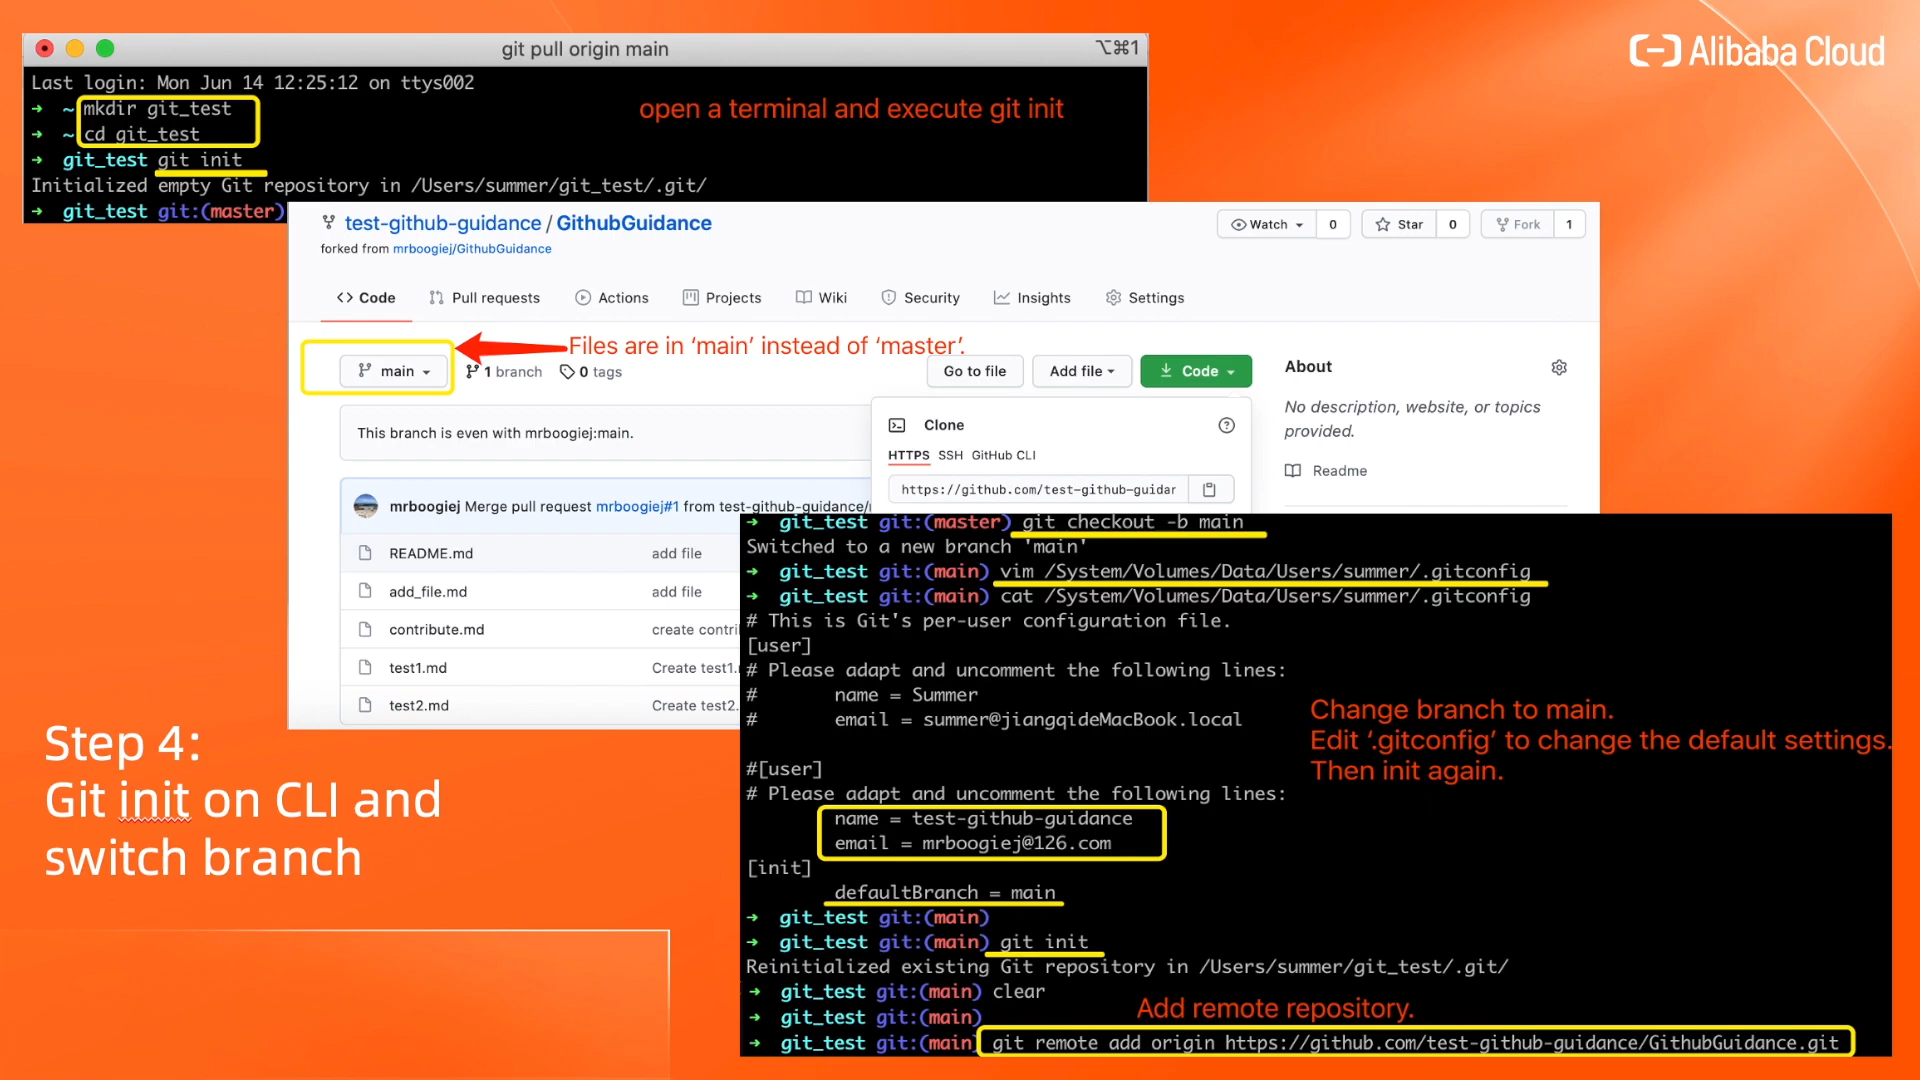 git pull origin main
⌥⌘1
Last login: Mon Jun 14 12:25:12 on ttys002
➜ ~ mkdir git_test
➜ ~ cd git_test
➜ git_test git init
Initialized empty Git repository in /Users/summer/git_test/.git/
➜ git_test git:(master)
open a terminal and execute git init
Alibaba Cloud
test-github-guidance / GithubGuidance
forked from mrboogiej/GithubGuidance
Watch 0 Star 0 Fork 1
Code Pull requests Actions Projects Wiki Security Insights Settings
Files are in ‘main’ instead of ‘master’.
main 1 branch 0 tags Go to file Add file Code
This branch is even with mrboogiej:main.
Clone
HTTPS SSH GitHub CLI
https://github.com/test-github-guidar
About
No description, website, or topics
provided.
Readme
mrboogiej Merge pull request mrboogiej#1 from test-github-guidance/
README.md add file
add_file.md add file
contribute.md create contri
test1.md Create test1.
test2.md Create test2.
➜ git_test git:(master) git checkout -b main
Switched to a new branch 'main'
➜ git_test git:(main) vim /System/Volumes/Data/Users/summer/.gitconfig
➜ git_test git:(main) cat /System/Volumes/Data/Users/summer/.gitconfig
# This is Git's per-user configuration file.
[user]
# Please adapt and uncomment the following lines:
# name = Summer
# email = summer@jiangqideMacBook.local
#[user]
# Please adapt and uncomment the following lines:
name = test-github-guidance
email = mrboogiej@126.com
[init]
defaultBranch = main
➜ git_test git:(main)
➜ git_test git:(main) git init
Reinitialized existing Git repository in /Users/summer/git_test/.git/
➜ git_test git:(main) clear
➜ git_test git:(main)
➜ git_test git:(main) git remote add origin https://github.com/test-github-guidance/GithubGuidance.git
Change branch to main.
Edit ‘.gitconfig’ to change the default settings.
Then init again.
Add remote repository.
Step 4:
Git init on CLI and
switch branch